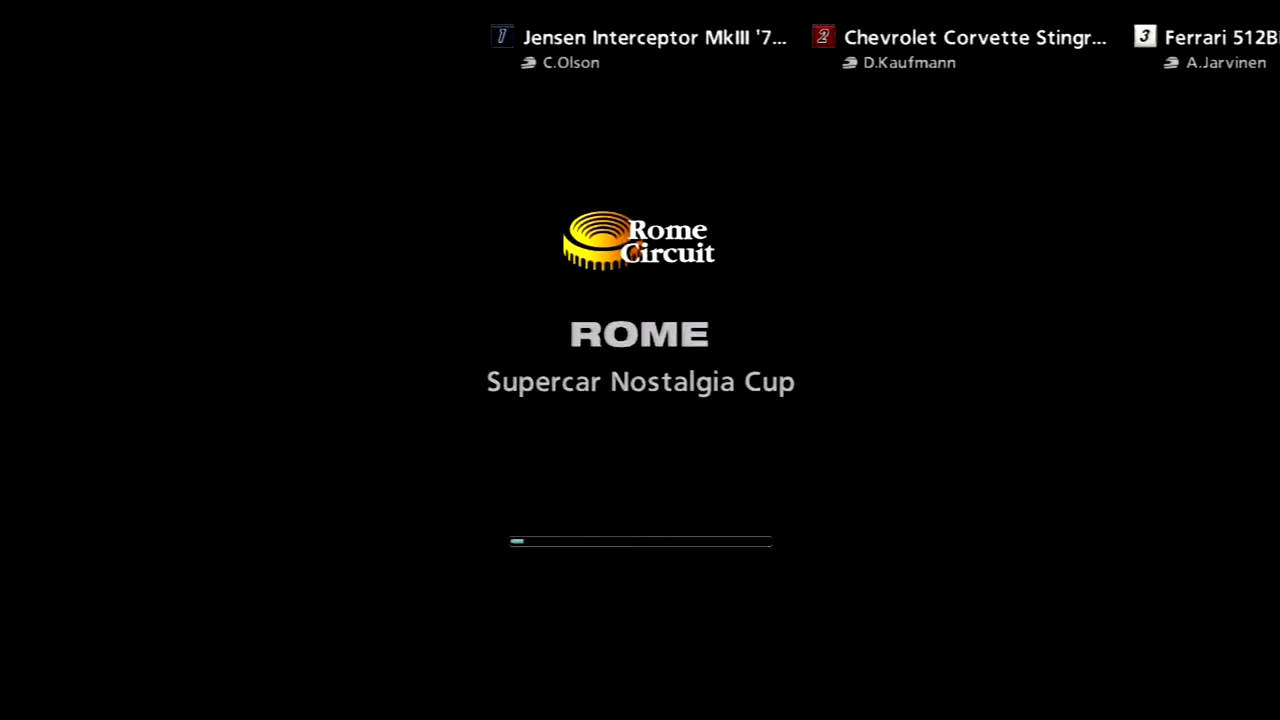 1 Jensen Interceptor MkIII '7...
C.Olson
2 Chevrolet Corvette Stingr...
D.Kaufmann
3 Ferrari 512B
A.Jarvinen
Rome
Circuit
ROME
Supercar Nostalgia Cup